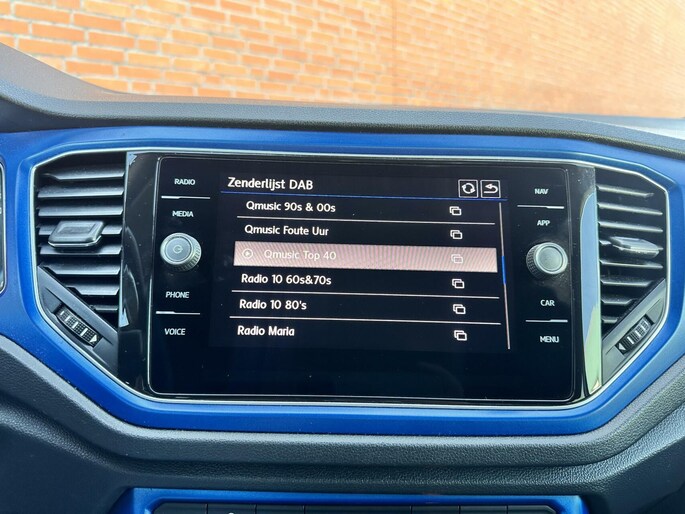 Zenderlijst DAB
Qmusic 90s & 00s
Qmusic Foute Uur
Qmusic Top 40
Radio 10 60s&70s
Radio 10 80's
Radio Maria
RADIO
MEDIA
PHONE
VOICE
NAV
APP
CAR
MENU